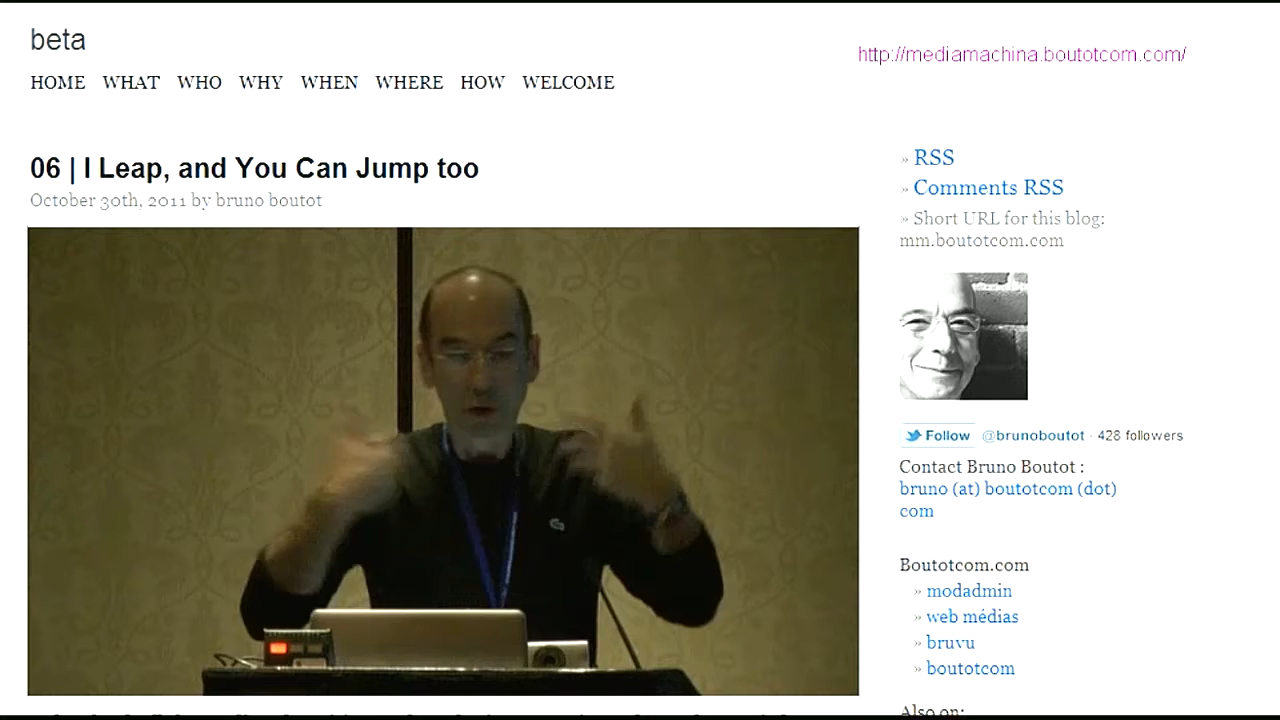 beta
http://mediamachina.boutotcom.com/
HOME WHAT WHO WHY WHEN WHERE HOW WELCOME
06 | I Leap, and You Can Jump too
October 30th, 2011 by bruno boutot
» RSS
» Comments RSS
» Short URL for this blog:
mm.boutotcom.com
Follow @brunoboutot · 428 followers
Contact Bruno Boutot :
bruno (at) boutotcom (dot)
com
Boutotcom.com
» modadmin
» web médias
» bruvu
» boutotcom
Also on: